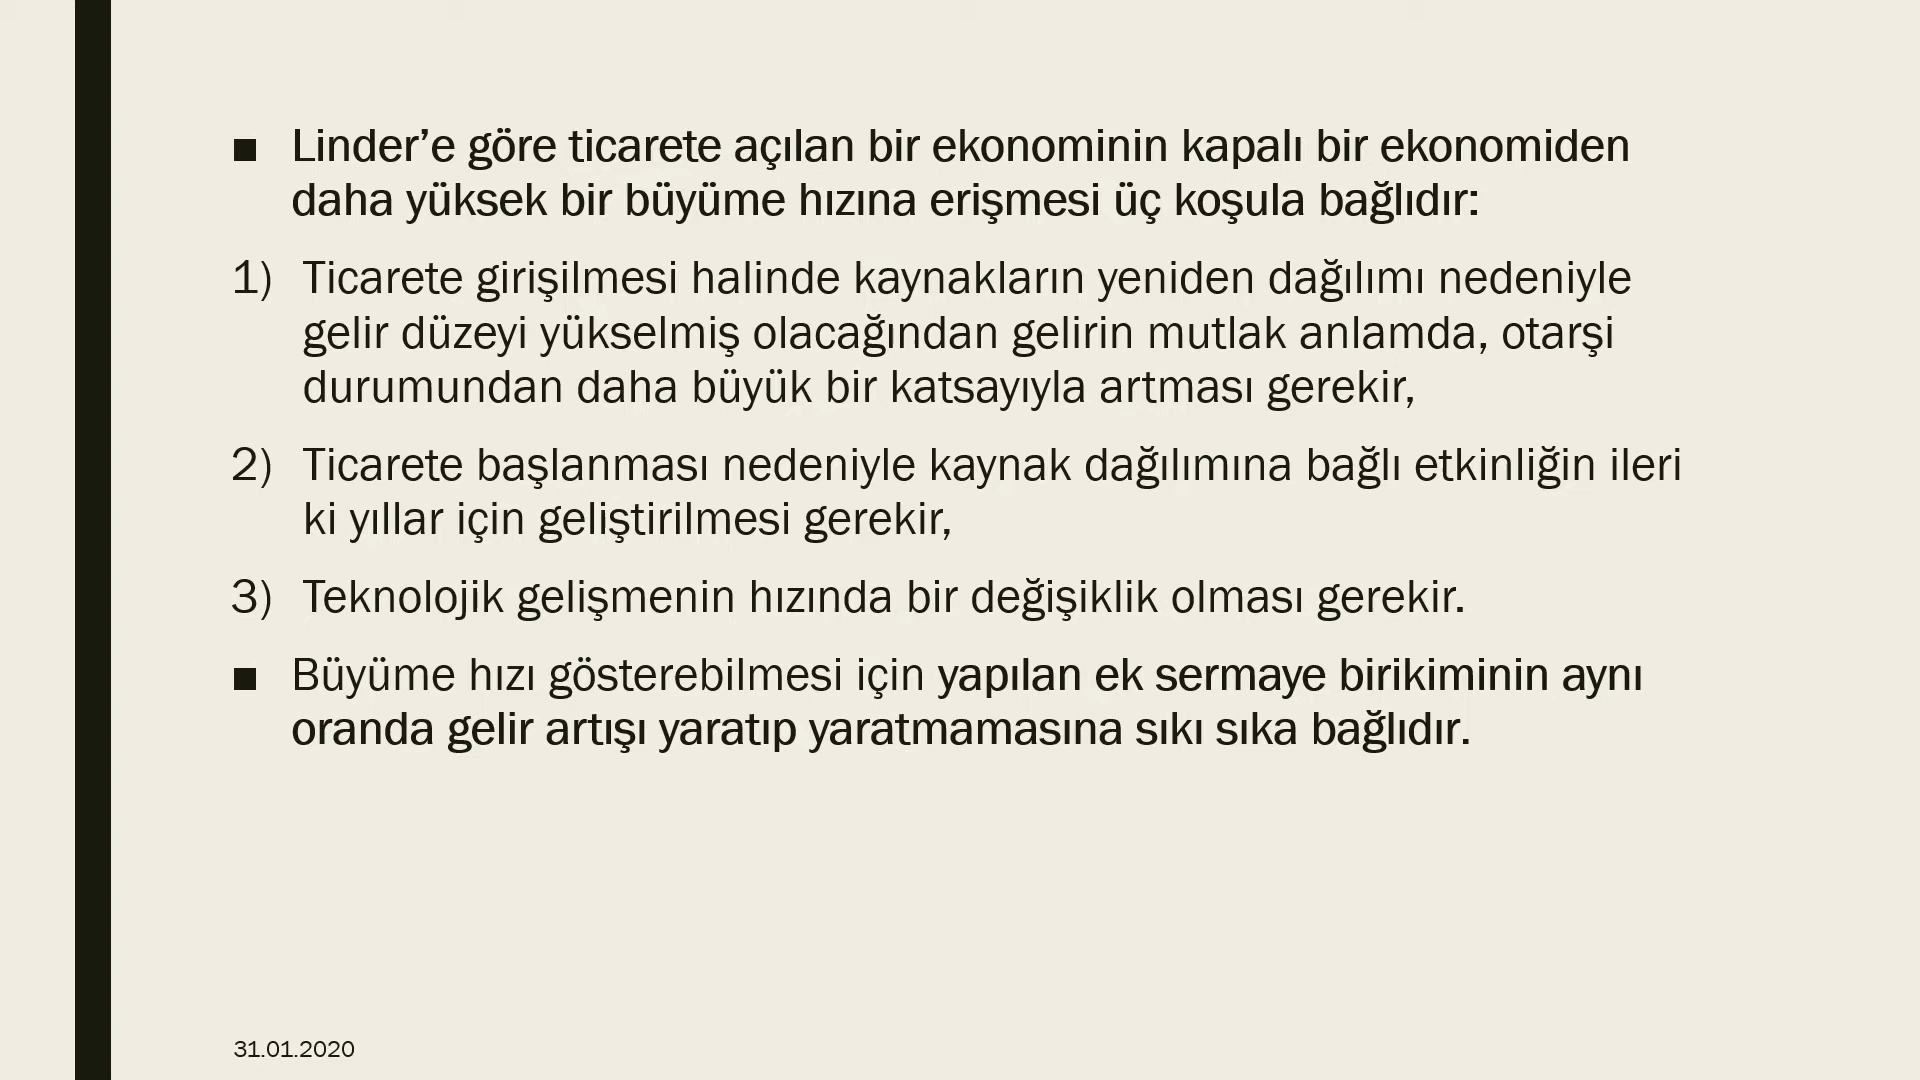 ■ Linder’e göre ticarete açılan bir ekonominin kapalı bir ekonomiden
daha yüksek bir büyüme hızına erişmesi üç koşula bağlıdır:
1) Ticarete girişilmesi halinde kaynakların yeniden dağılımı nedeniyle
gelir düzeyi yükselmiş olacağından gelirin mutlak anlamda, otarşi
durumundan daha büyük bir katsayıyla artması gerekir,
2) Ticarete başlanması nedeniyle kaynak dağılımına bağlı etkinliğin ileri
ki yıllar için geliştirilmesi gerekir,
3) Teknolojik gelişmenin hızında bir değişiklik olması gerekir.
■ Büyüme hızı gösterebilmesi için yapılan ek sermaye birikiminin aynı
oranda gelir artışı yaratıp yaratmamasına sıkı sıka bağlıdır.
31.01.2020